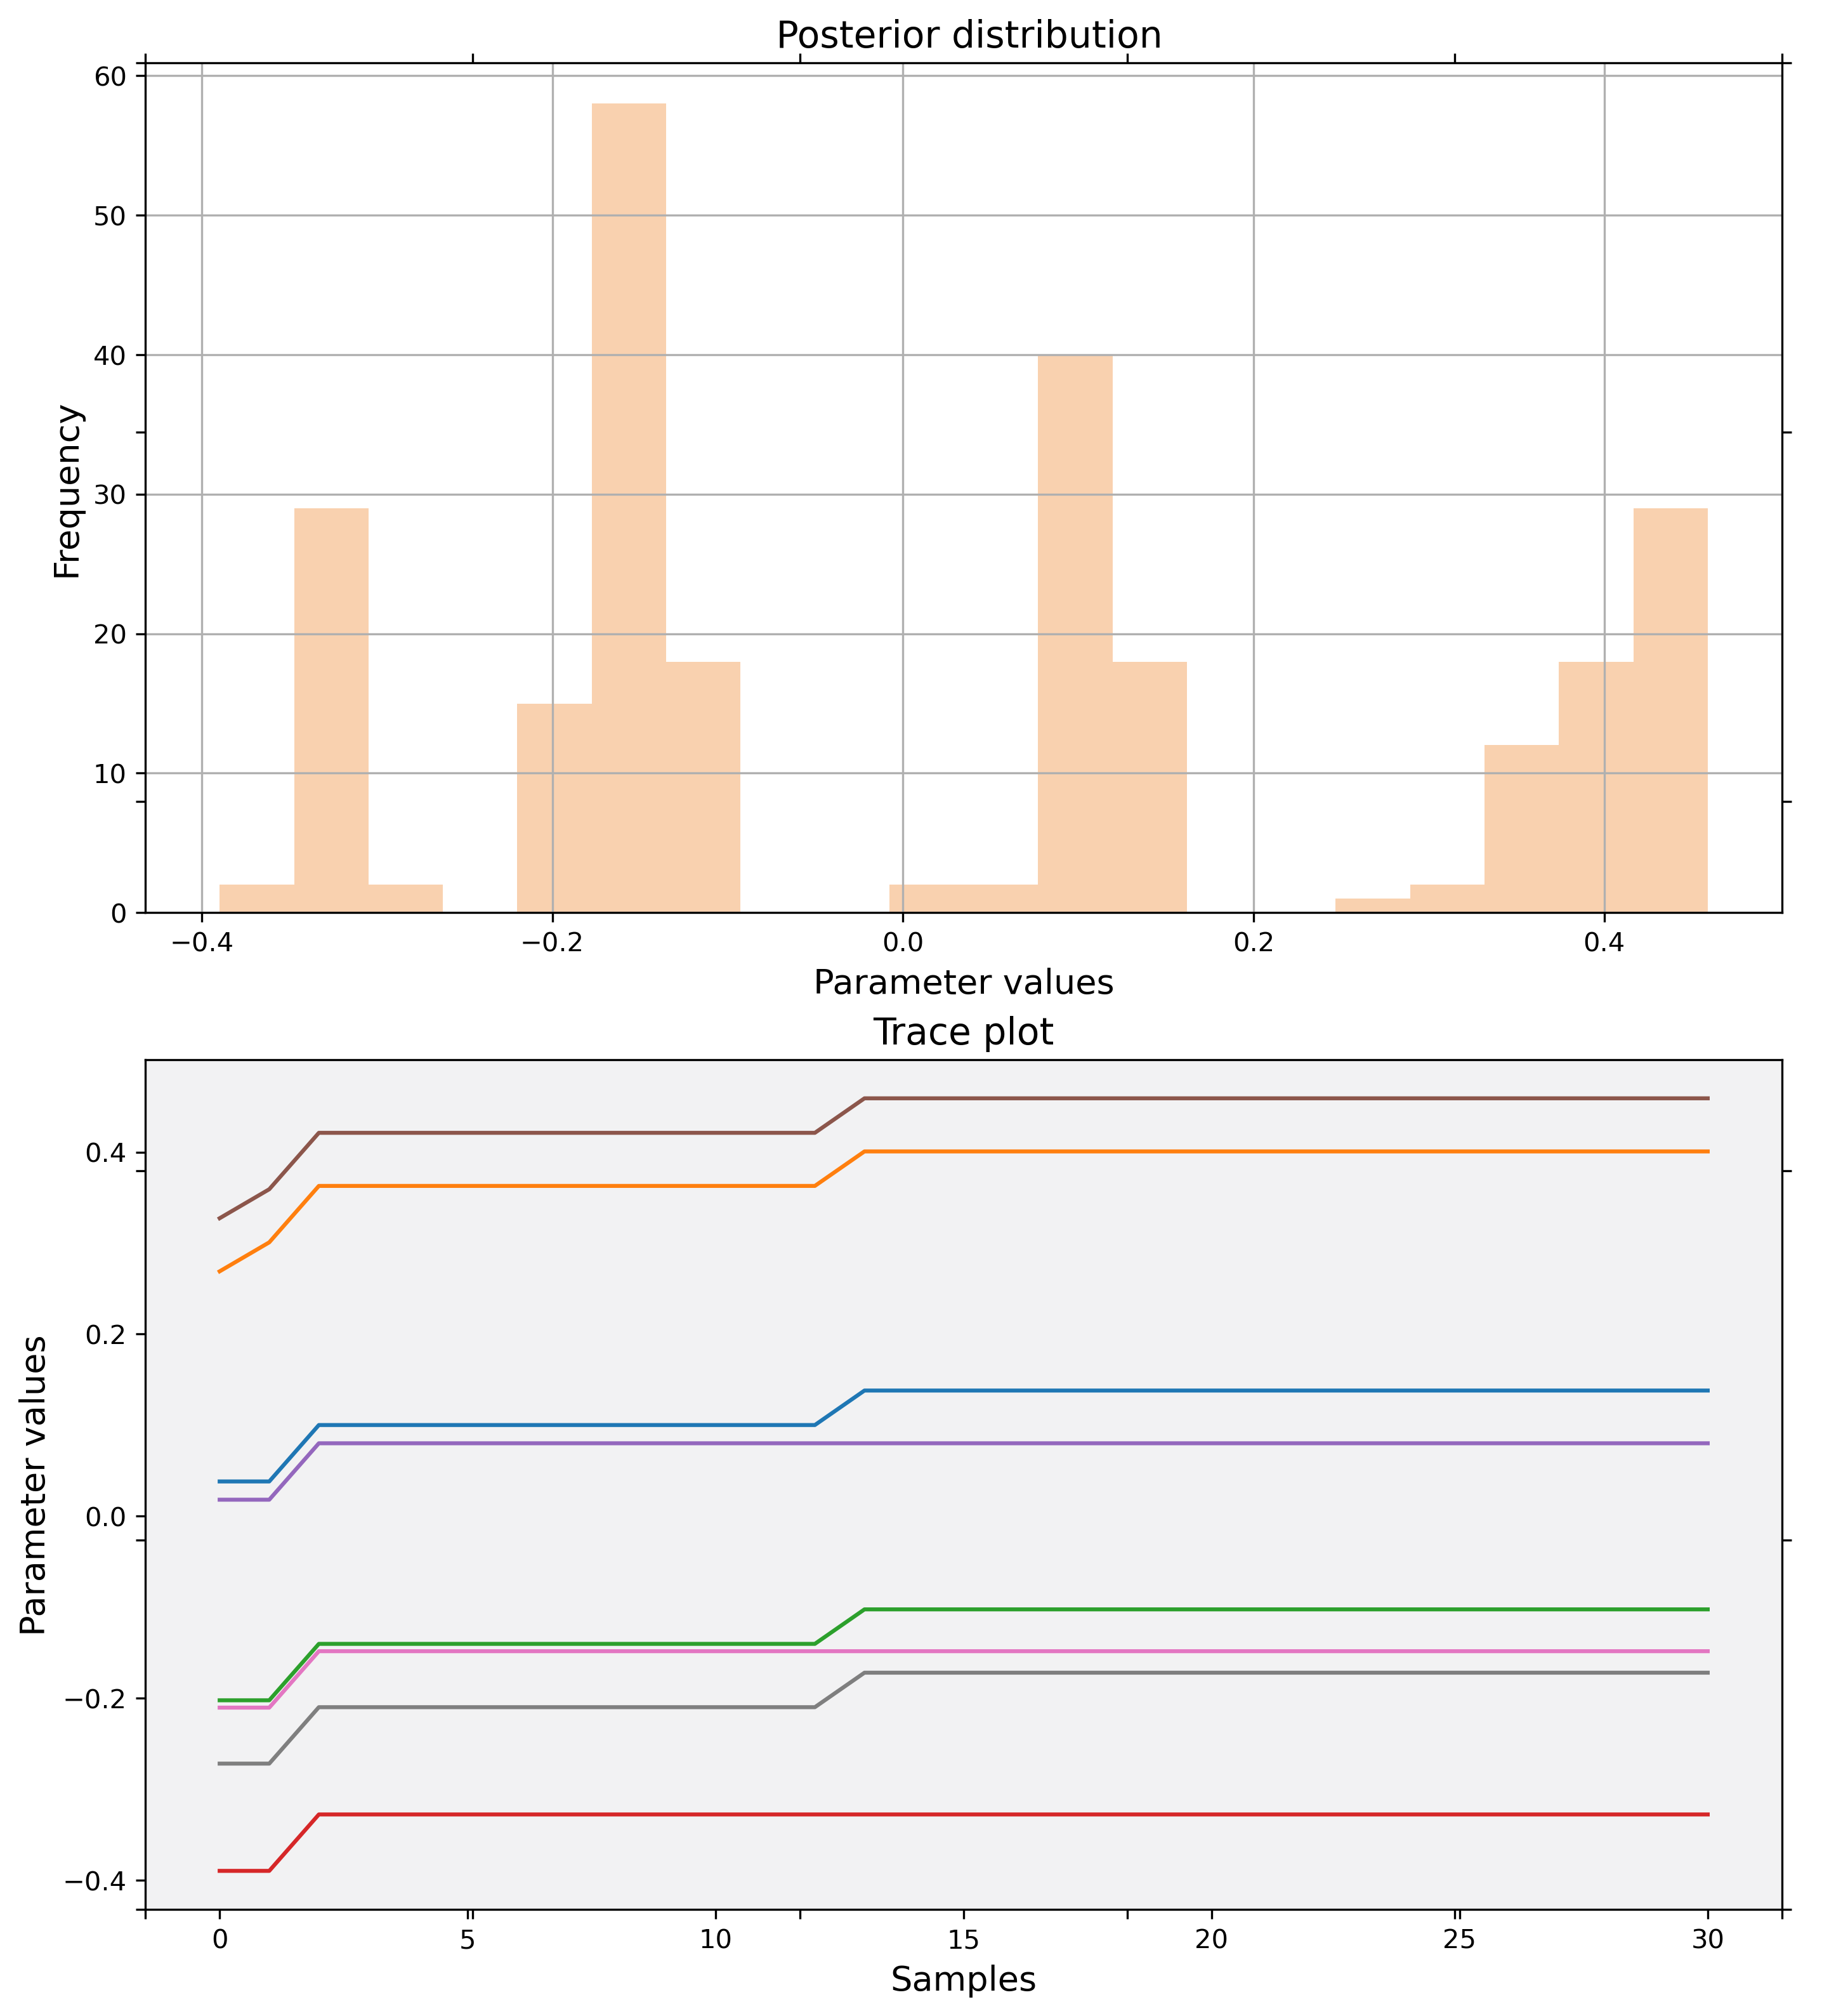 Posterior distribution
60
50
40
30
20
10
0
Frequency
−0.4 −0.2 0.0 0.2 0.4
Parameter values
Trace plot
0.4
0.2
0.0
−0.2
−0.4
Parameter values
0 5 10 15 20 25 30
Samples